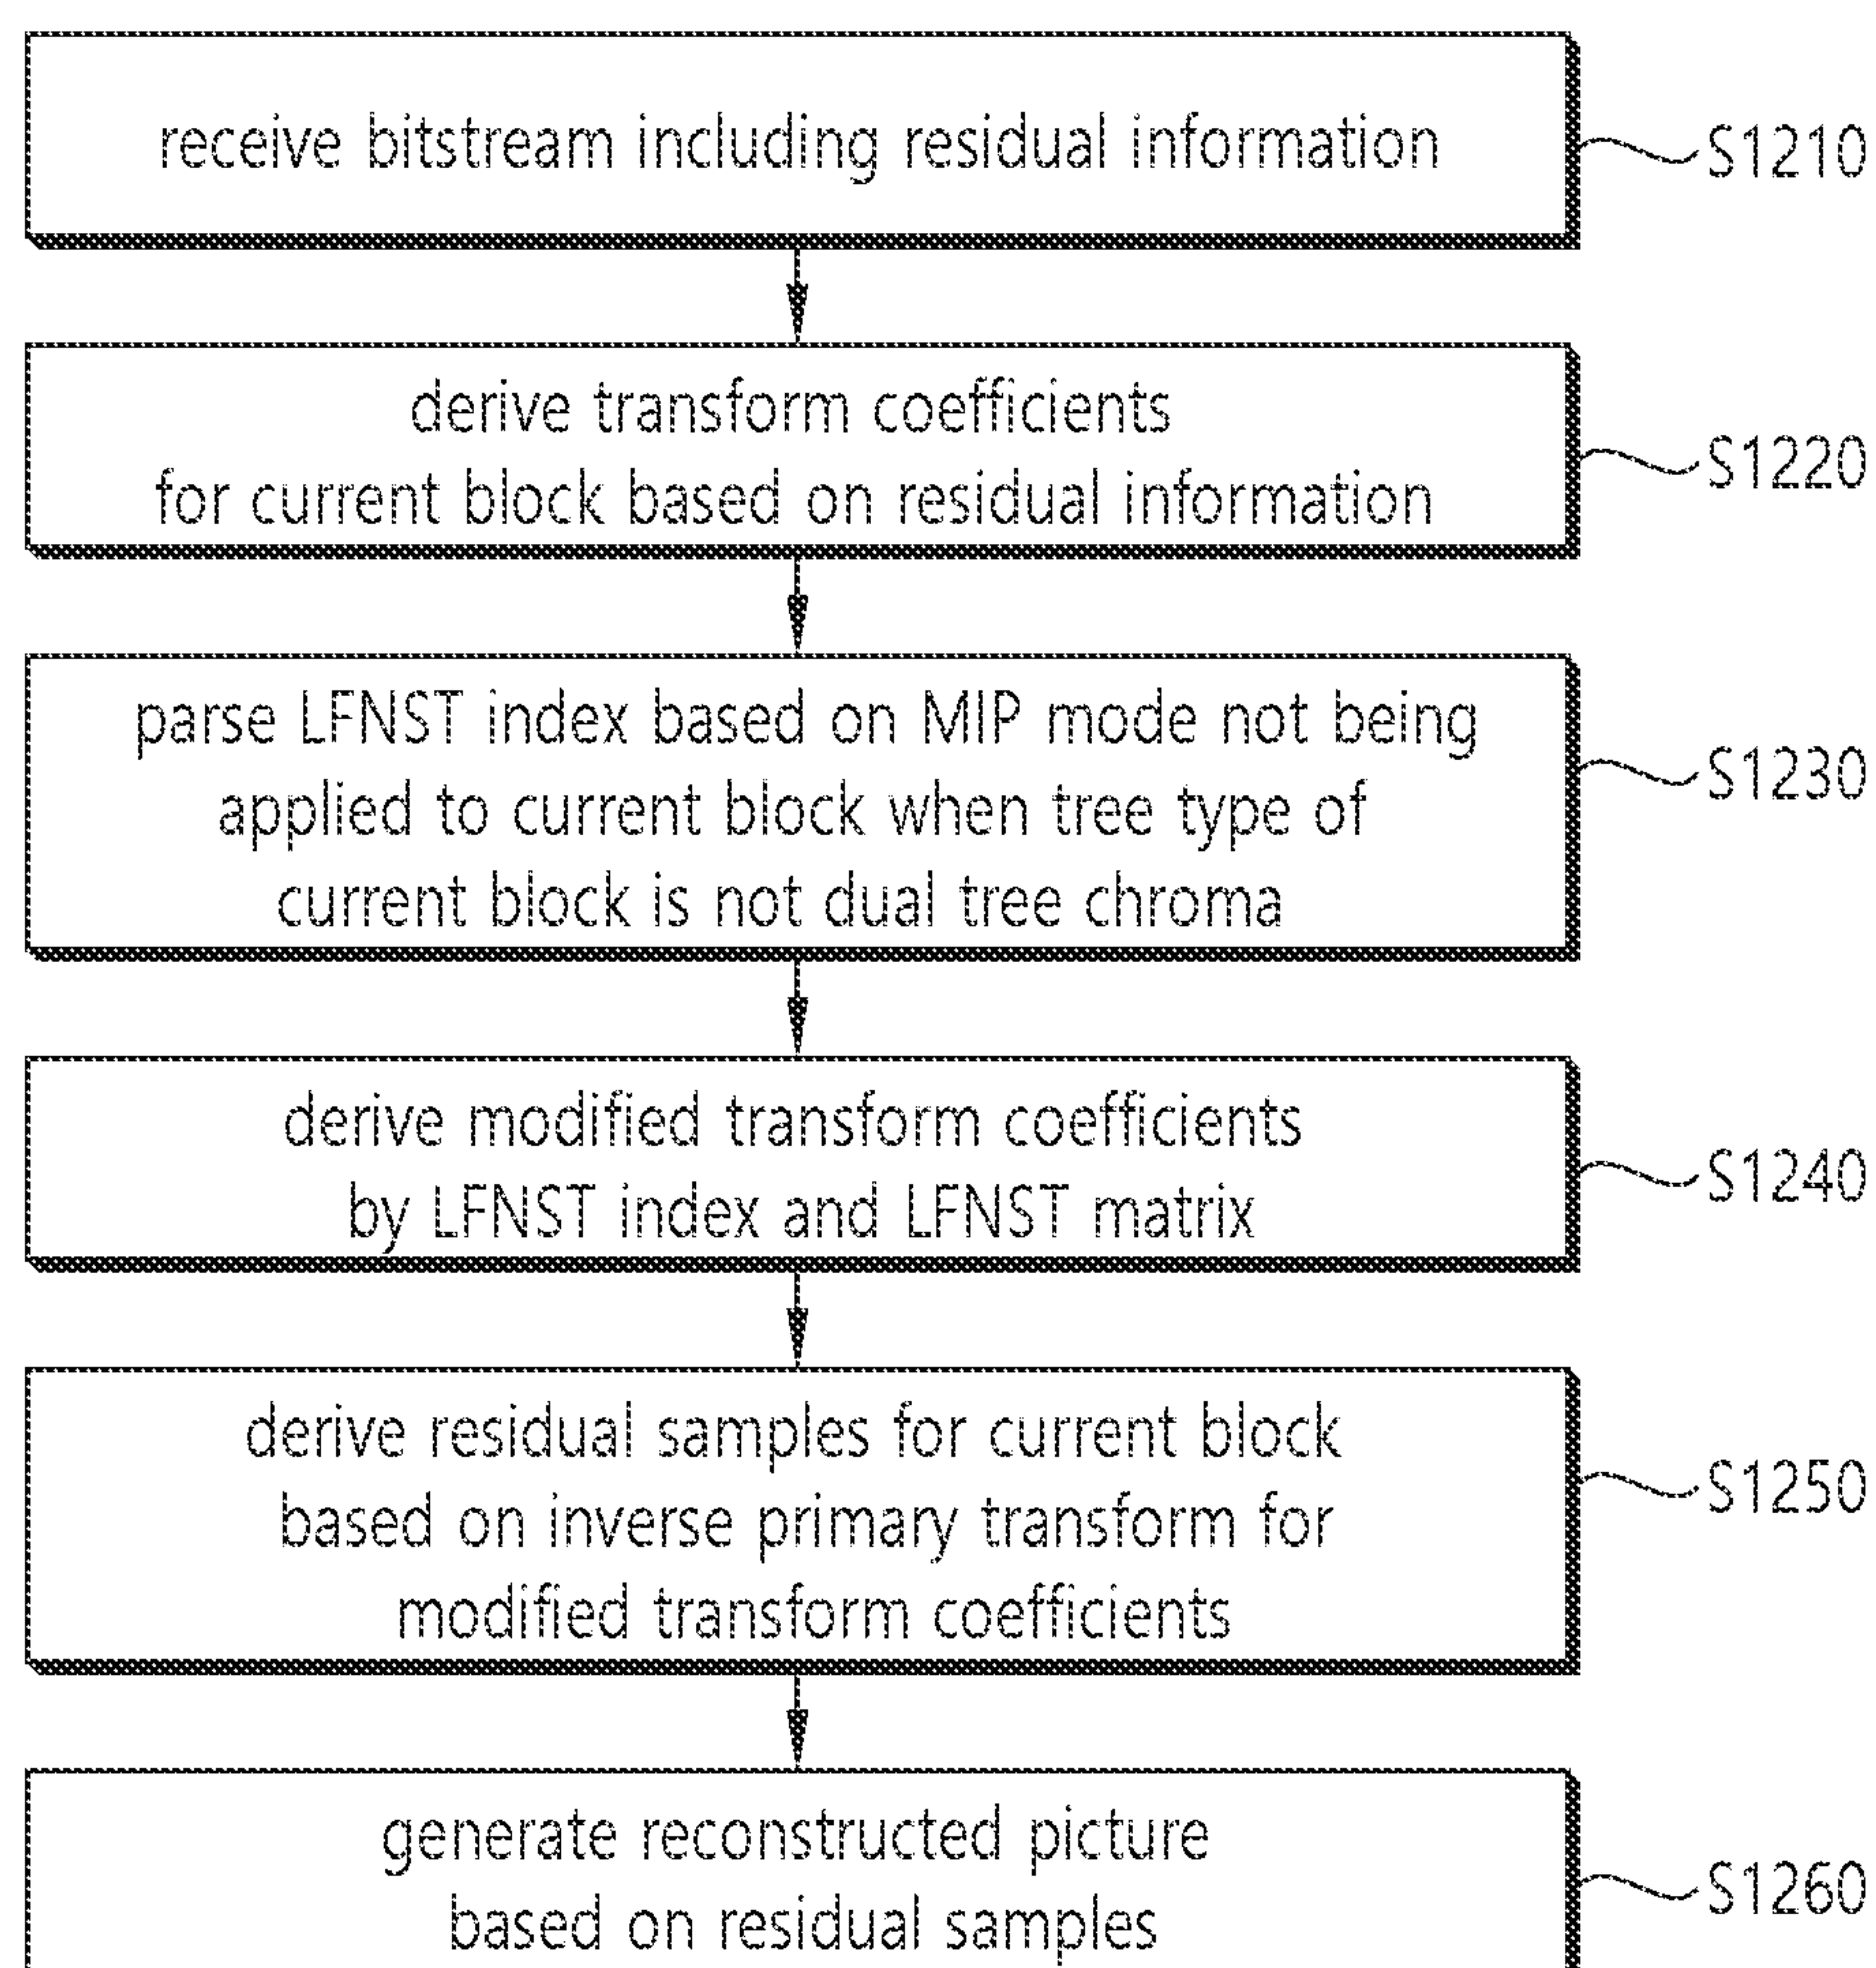 receive bitstream including residual information
S1210
derive transform coefficients
for current block based on residual information
S1220
parse LFNST index based on MIP mode not being
applied to current block when tree type of
current block is not dual tree chroma
S1230
derive modified transform coefficients
by LFNST index and LFNST matrix
S1240
derive residual samples for current block
based on inverse primary transform for
modified transform coefficients
S1250
generate reconstructed picture
based on residual samples
S1260